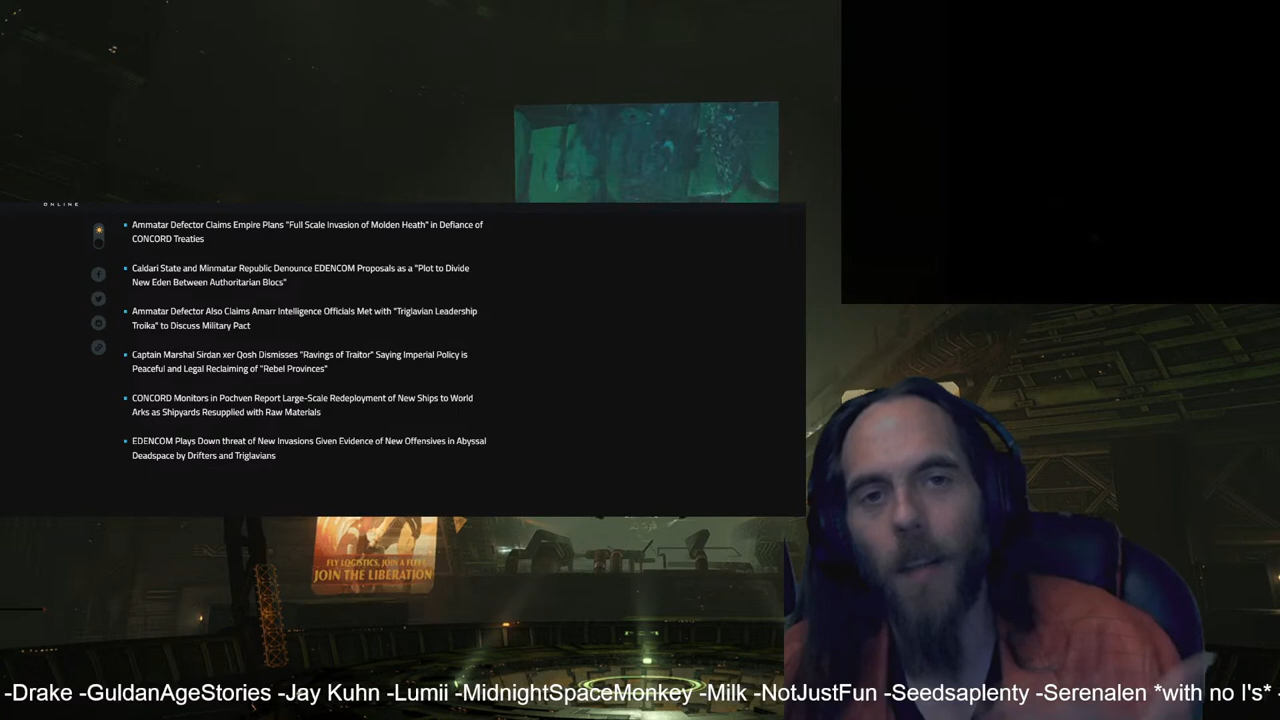 ONLINE
Ammatar Defector Claims Empire Plans "Full Scale Invasion of Molden Heath" in Defiance of
CONCORD Treaties
Caldari State and Minmatar Republic Denounce EDENCOM Proposals as a "Plot to Divide
New Eden Between Authoritarian Blocs"
Ammatar Defector Also Claims Amarr Intelligence Officials Met with "Triglavian Leadership
Troika" to Discuss Military Pact
Captain Marshal Sirdan xer Qosh Dismisses "Ravings of Traitor" Saying Imperial Policy is
Peaceful and Legal Reclaiming of "Rebel Provinces"
CONCORD Monitors in Pochven Report Large-Scale Redeployment of New Ships to World
Arks as Shipyards Resupplied with Raw Materials
EDENCOM Plays Down threat of New Invasions Given Evidence of New Offensives in Abyssal
Deadspace by Drifters and Triglavians
FLY LOGISTICS, JOIN A FLEET
JOIN THE LIBERATION
-Drake -GuldanAgeStories -Jay Kuhn -Lumii -MidnightSpaceMonkey -Milk -NotJustFun -Seedsaplenty -Serenalen *with no I's* -